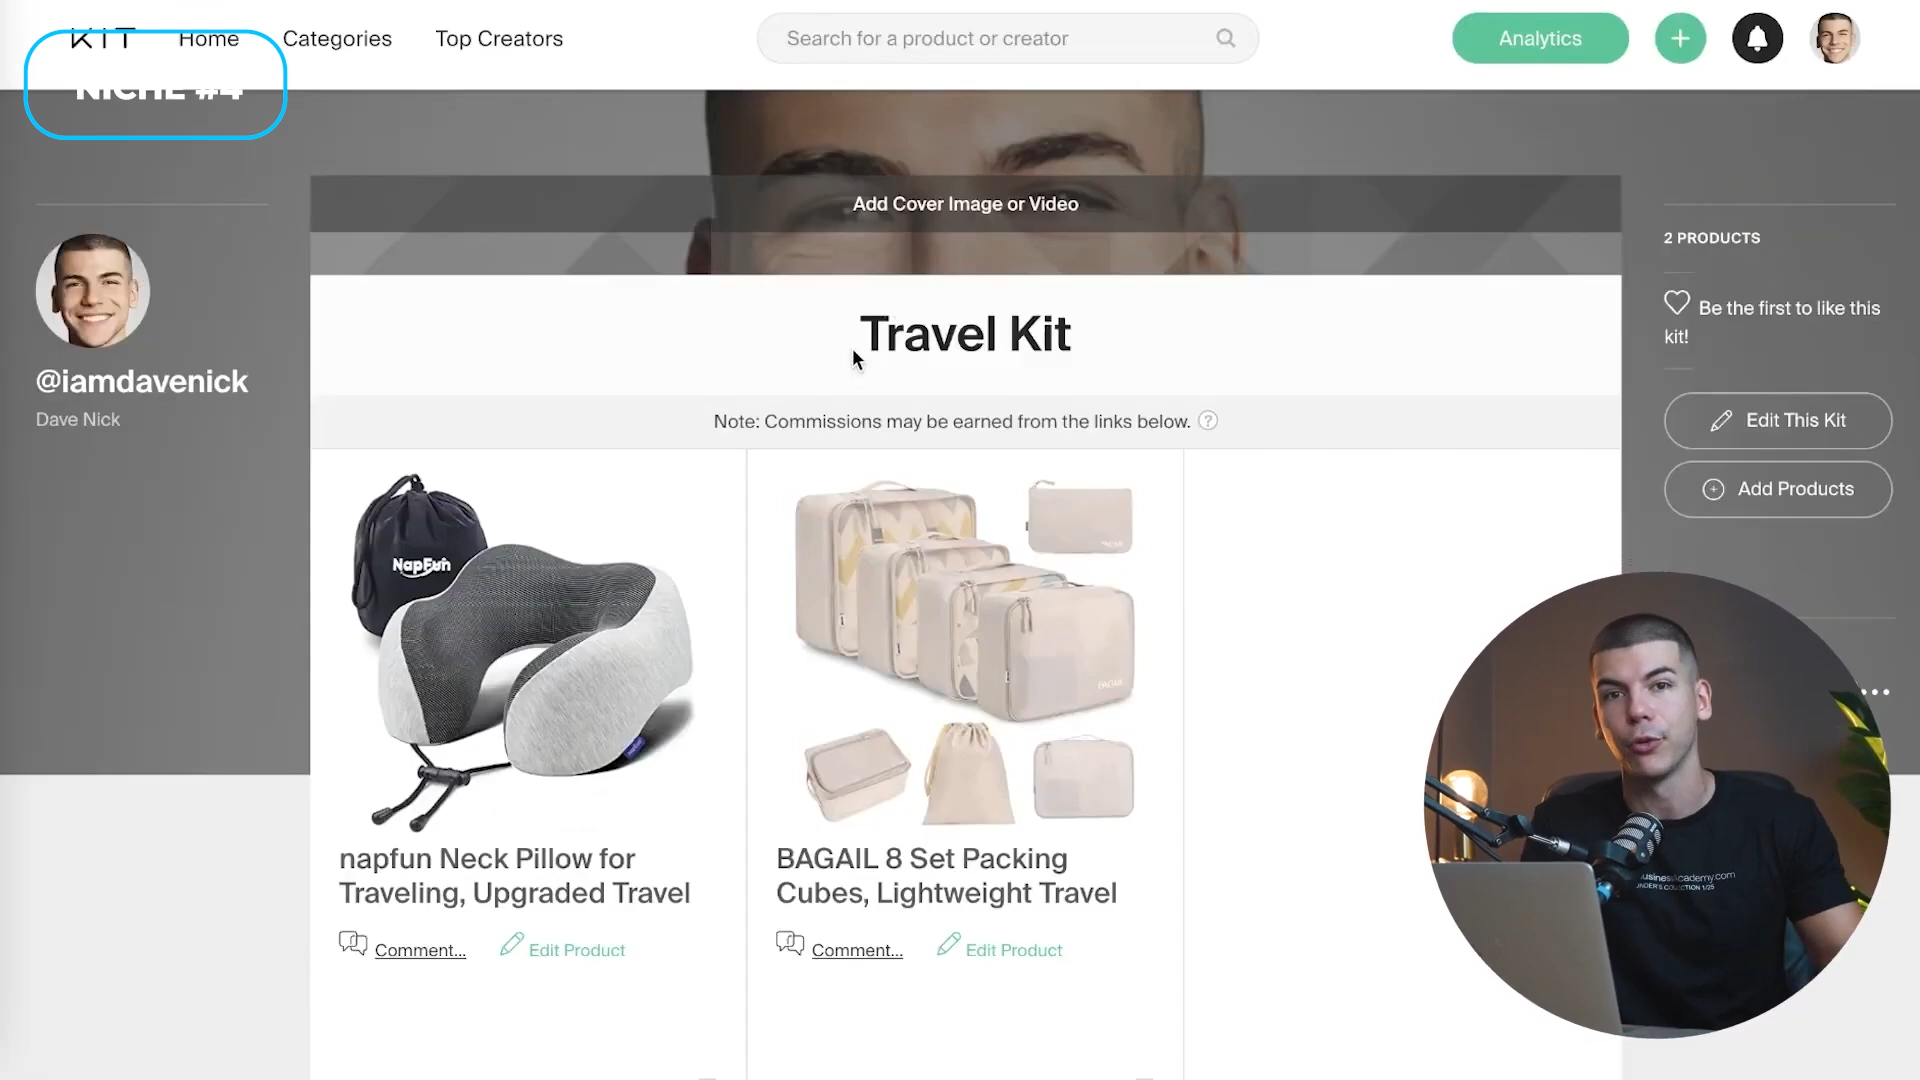 KIT
Home
Categories
Top Creators
Search for a product or creator
Analytics
NICHE #4
Add Cover Image or Video
@iamdavenick
Dave Nick
Travel Kit
Note: Commissions may be earned from the links below. ?
2 PRODUCTS
Be the first to like this
kit!
Edit This Kit
Add Products
NapFun
BAGAIL
napfun Neck Pillow for
Traveling, Upgraded Travel
Comment...
Edit Product
BAGAIL 8 Set Packing
Cubes, Lightweight Travel
Comment...
Edit Product